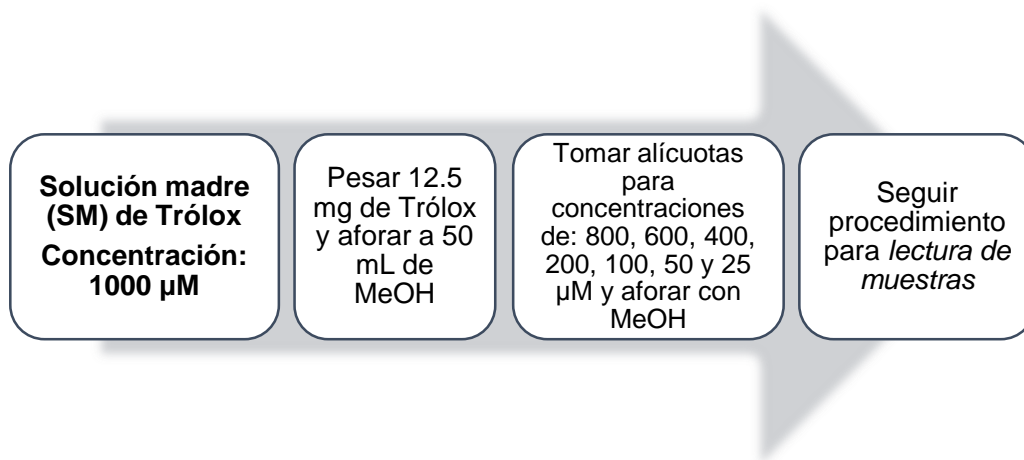 Solución madre
(SM) de Trólox
Concentración:
1000 µM
Pesar 12.5
mg de Trólox
y aforar a 50
mL de
MeOH
Tomar alícuotas
para
concentraciones
de: 800, 600, 400,
200, 100, 50 y 25
µM y aforar con
MeOH
Seguir
procedimiento
para lectura de
muestras